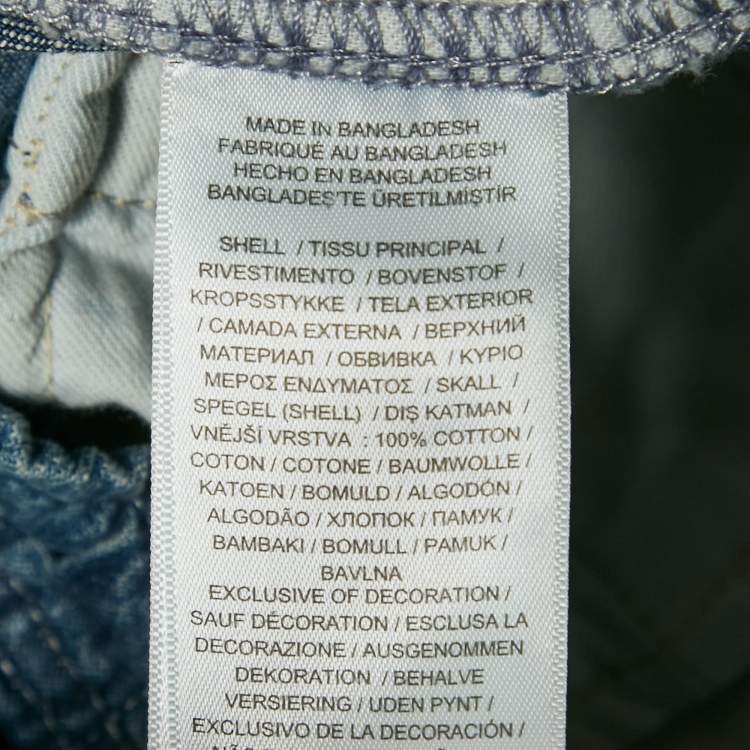 MADE IN BANGLADESH
FABRIQUÉ AU BANGLADESH
HECHO EN BANGLADESH
BANGLADEŞ'TE ÜRETILMIŞTIR
SHELL / TISSU PRINCIPAL /
RIVESTIMENTO / BOVENSTOF /
KROPSSTYKKE / TELA EXTERIOR
/ CAMADA EXTERNA / ВЕРХНИЙ
МАТЕРИАЛ / ОБВИВКА / ΚΥΡΙΟ
ΜΕΡΟΣ ΕΝΔΥΜΑΤΟΣ / SKALL /
SPEGEL (SHELL) / DIŞ KATMAN /
VNĚJŠÍ VRSTVA : 100% COTTON /
COTON / COTONE / BAUMWOLLE /
KATOEN / BOMULD / ALGODÓN /
ALGODÃO / ХЛОПОК / ПАМУК /
ΒΑΜΒΑΚΙ / BOMULL / PAMUK /
BAVLNA
EXCLUSIVE OF DECORATION /
SAUF DÉCORATION / ESCLUSA LA
DECORAZIONE / AUSGENOMMEN
DEKORATION / BEHALVE
VERSIERING / UDEN PYNT /
EXCLUSIVO DE LA DECORACIÓN /